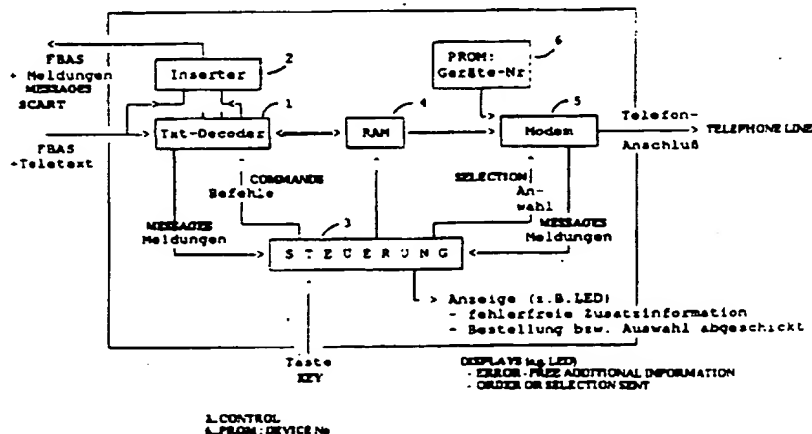 FBAS
+ Meldungen
MESSAGES
SCART
Inserter
2
PROM:
Geräte-Nr
6
FBAS
+Teletext
Txt-Decoder
1
RAM
4
Modem
5
Telefon-
Anschluß
TELEPHONE LINE
COMMANDS
Befehle
SELECTION
An-
wahl
MESSAGES
Meldungen
MESSAGES
Meldungen
3
STEUERUNG
Anzeige (z.B.LED)
- fehlerfreie Zusatzinformation
- Bestellung bzw. Auswahl abgeschickt
Taste
KEY
DISPLAYS (e.g. LED)
- ERROR-FREE ADDITIONAL INFORMATION
- ORDER OR SELECTION SENT
3. CONTROL
6. PROM: DEVICE No